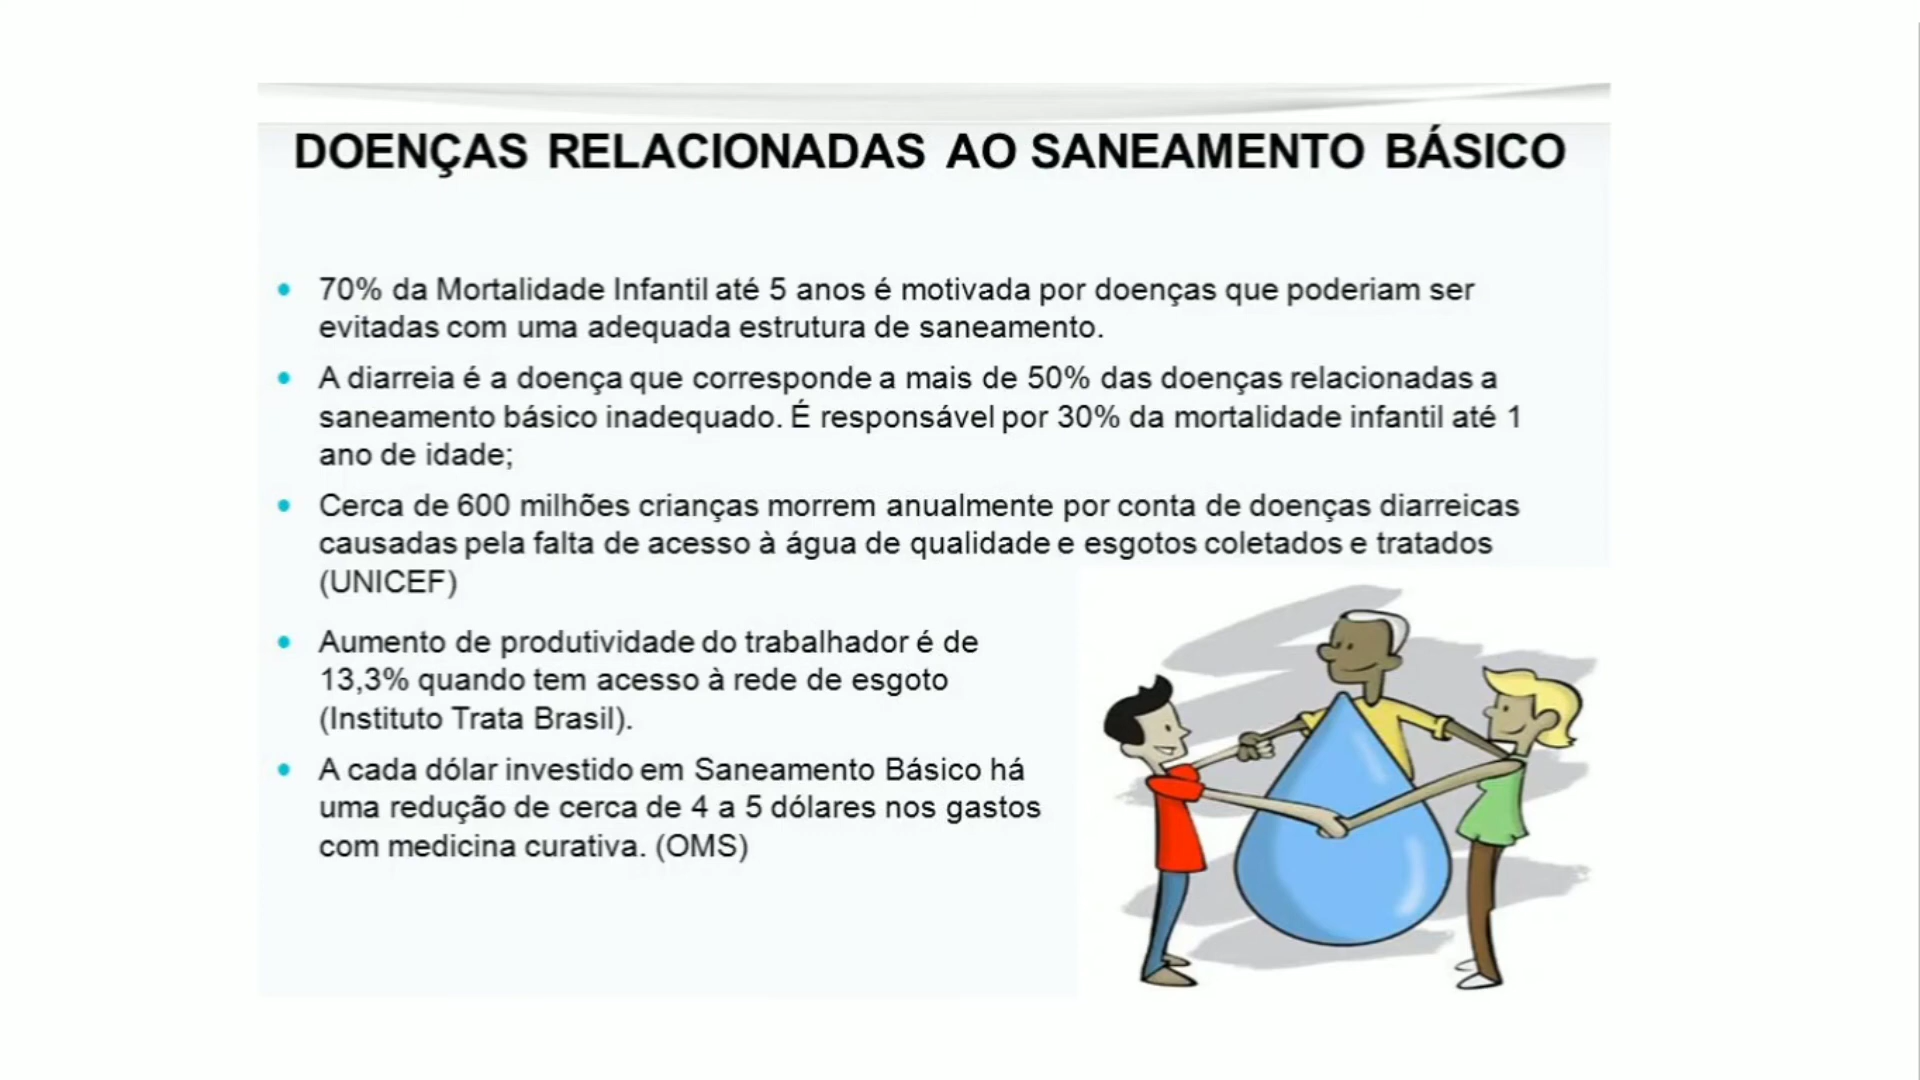 DOENÇAS RELACIONADAS AO SANEAMENTO BÁSICO
• 70% da Mortalidade Infantil até 5 anos é motivada por doenças que poderiam ser
evitadas com uma adequada estrutura de saneamento.
• A diarreia é a doença que corresponde a mais de 50% das doenças relacionadas a
saneamento básico inadequado. É responsável por 30% da mortalidade infantil até 1
ano de idade;
• Cerca de 600 milhões crianças morrem anualmente por conta de doenças diarreicas
causadas pela falta de acesso à água de qualidade e esgotos coletados e tratados
(UNICEF)
• Aumento de produtividade do trabalhador é de
13,3% quando tem acesso à rede de esgoto
(Instituto Trata Brasil).
• A cada dólar investido em Saneamento Básico há
uma redução de cerca de 4 a 5 dólares nos gastos
com medicina curativa. (OMS)